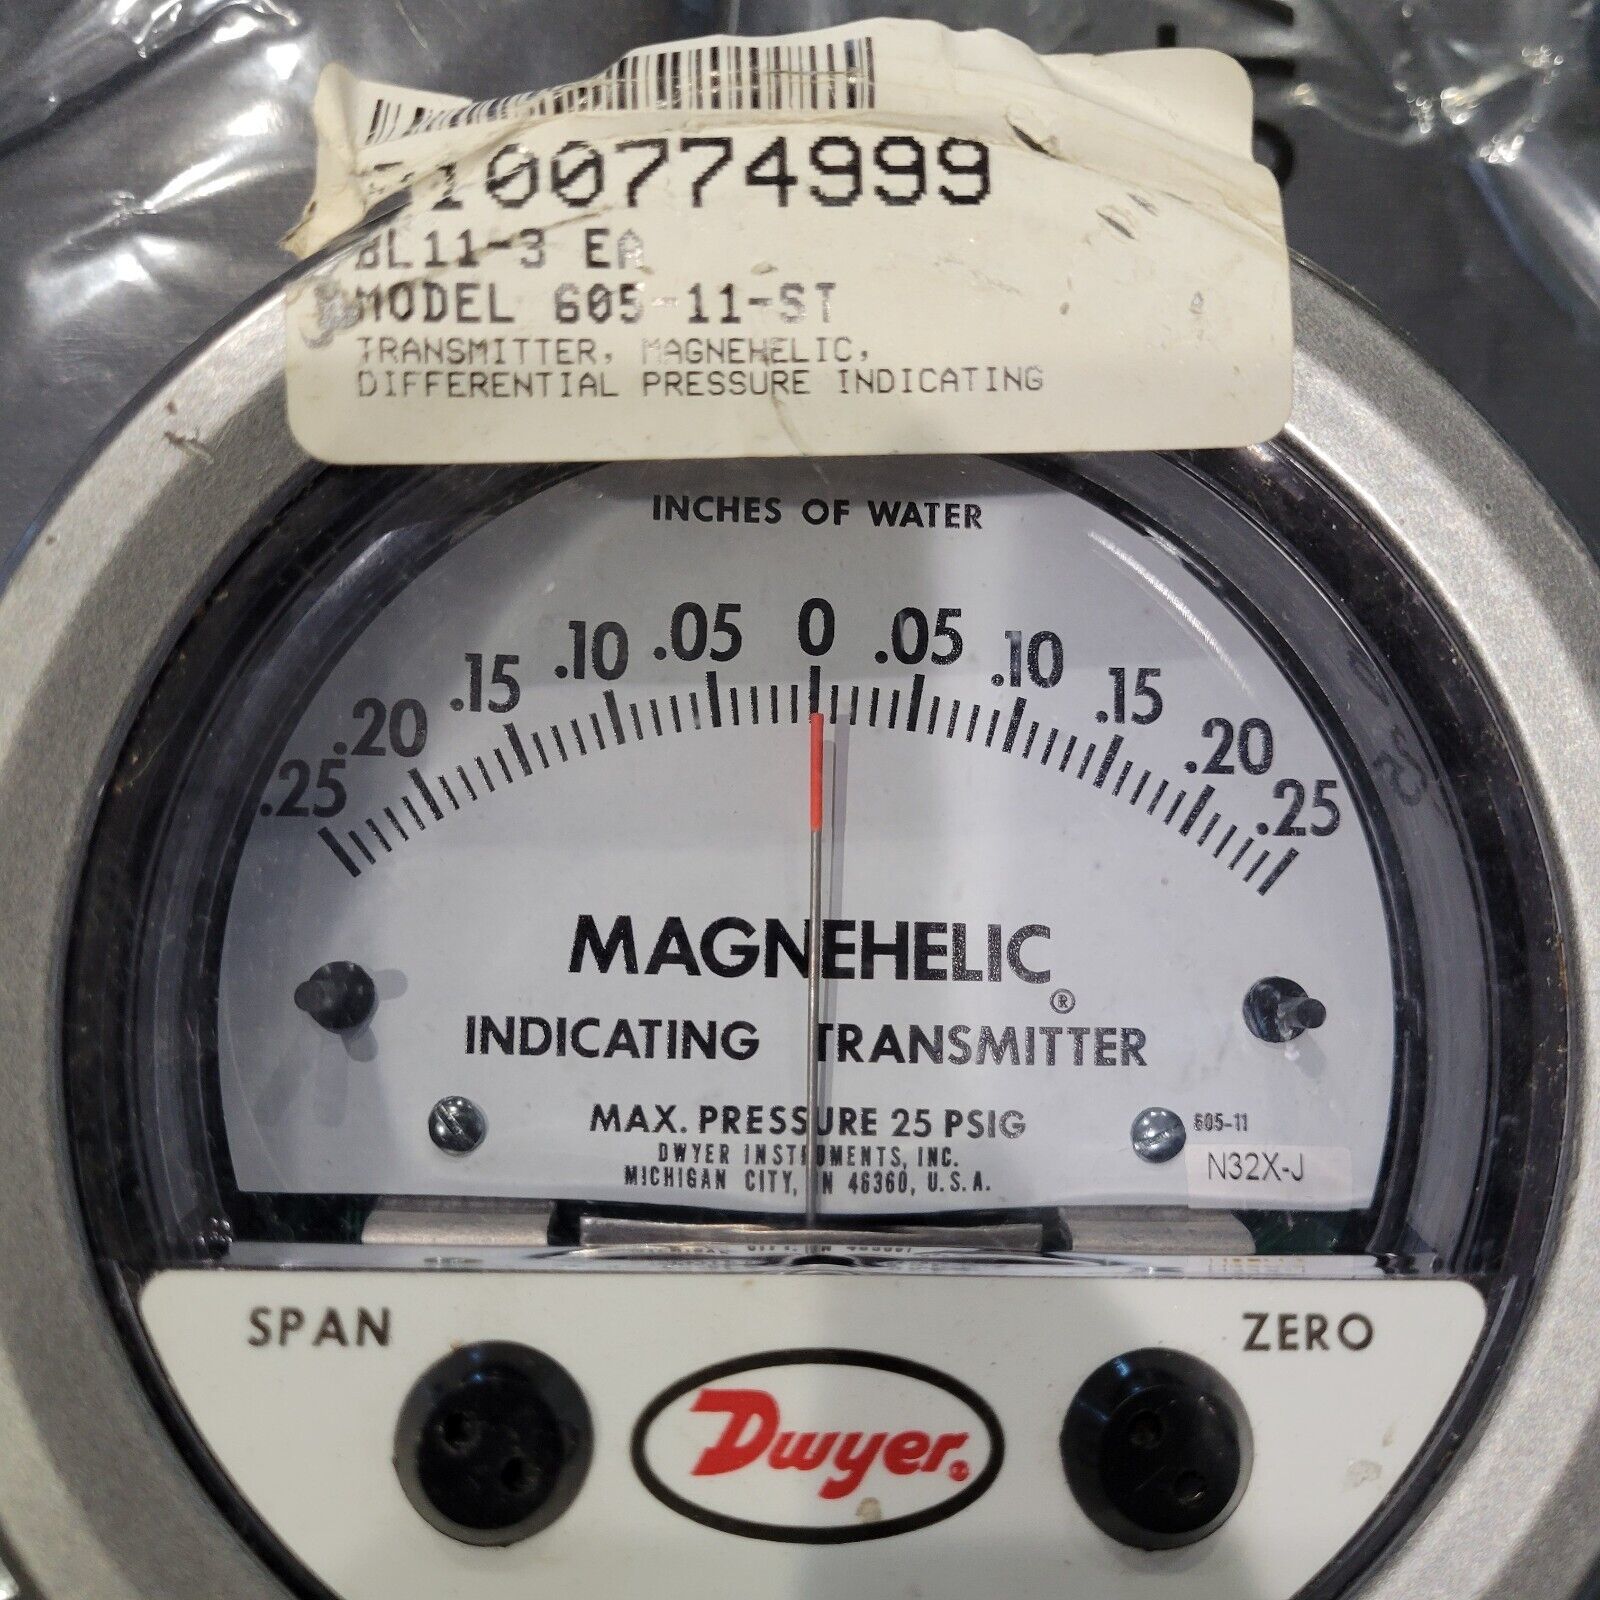 100774999
BL11-3 EA
MODEL 605-11-ST
TRANSMITTER, MAGNEHELIC,
DIFFERENTIAL PRESSURE INDICATING
INCHES OF WATER
.25 .20 .15 .10 .05 0 .05 .10 .15 .20 .25
MAGNEHELIC®
INDICATING TRANSMITTER
MAX. PRESSURE 25 PSIG
605-11
DWYER INSTRUMENTS, INC.
N32X-J
MICHIGAN CITY, IN 46360, U.S.A.
SPAN
ZERO
Dwyer®